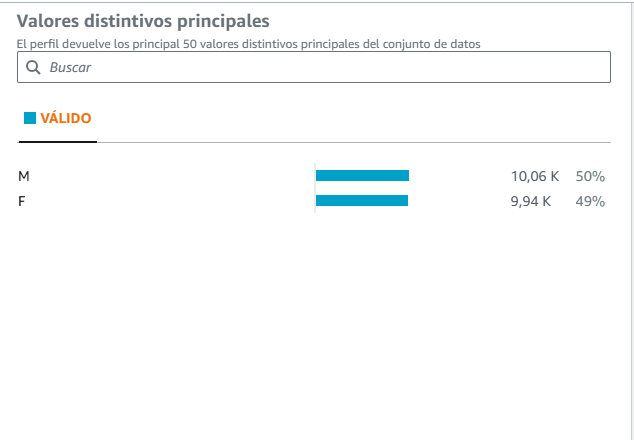 Valores distintivos principales
El perfil devuelve los principal 50 valores distintivos principales del conjunto de datos
Buscar
VÁLIDO
M 10,06 K 50%
F 9,94 K 49%